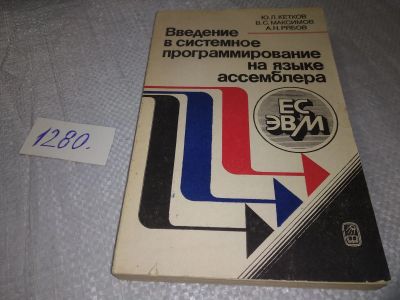 Ю.Л.КЕТКОВ
В.С.МАКСИМОВ
А.Н.РЯБОВ
Введение
в системное
программирование
на языке
ассемблера
ЕС
ЭВМ
1280.